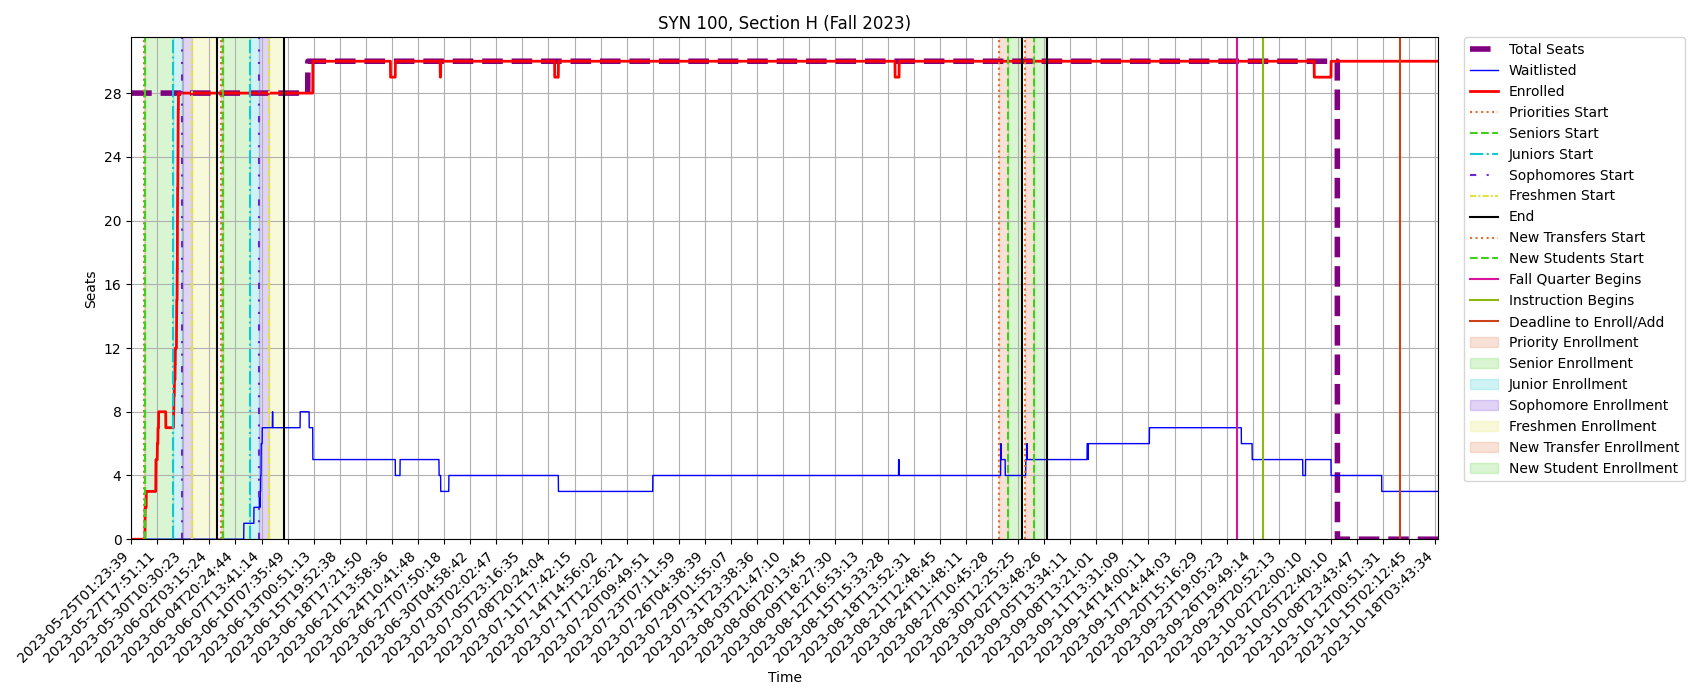 SYN 100, Section H (Fall 2023)
Total Seats
Waitlisted
Enrolled
Priorities Start
Seniors Start
Juniors Start
Sophomores Start
Freshmen Start
End
New Transfers Start
New Students Start
Fall Quarter Begins
Instruction Begins
Deadline to Enroll/Add
Priority Enrollment
Senior Enrollment
Junior Enrollment
Sophomore Enrollment
Freshmen Enrollment
New Transfer Enrollment
New Student Enrollment
Seats
28
24
20
16
12
8
4
0
2023-05-25T01:23:39
2023-05-27T17:51:11
2023-05-30T10:30:23
2023-06-02T03:15:24
2023-06-04T20:24:44
2023-06-07T13:41:14
2023-06-10T07:35:49
2023-06-13T00:51:13
2023-06-15T19:52:38
2023-06-18T17:21:50
2023-06-21T13:58:36
2023-06-24T10:41:48
2023-06-27T07:50:18
2023-06-30T04:58:42
2023-07-03T02:02:47
2023-07-05T23:16:35
2023-07-08T20:24:04
2023-07-11T17:42:15
2023-07-14T14:56:02
2023-07-17T12:26:21
2023-07-20T09:49:51
2023-07-23T07:11:59
2023-07-26T04:38:39
2023-07-29T01:55:07
2023-07-31T23:38:36
2023-08-03T21:47:10
2023-08-06T20:13:45
2023-08-09T18:27:30
2023-08-12T16:53:13
2023-08-15T15:33:28
2023-08-18T13:52:31
2023-08-21T12:48:45
2023-08-24T11:48:11
2023-08-27T10:45:28
2023-08-30T12:25:23
2023-09-02T13:48:26
2023-09-05T13:34:11
2023-09-08T13:21:01
2023-09-11T13:31:09
2023-09-14T14:00:11
2023-09-17T14:44:03
2023-09-20T15:16:29
2023-09-23T19:05:23
2023-09-26T19:49:14
2023-09-29T20:52:13
2023-10-02T22:00:10
2023-10-05T22:40:10
2023-10-08T23:43:47
2023-10-12T00:51:31
2023-10-15T02:12:45
2023-10-18T03:43:34
Time